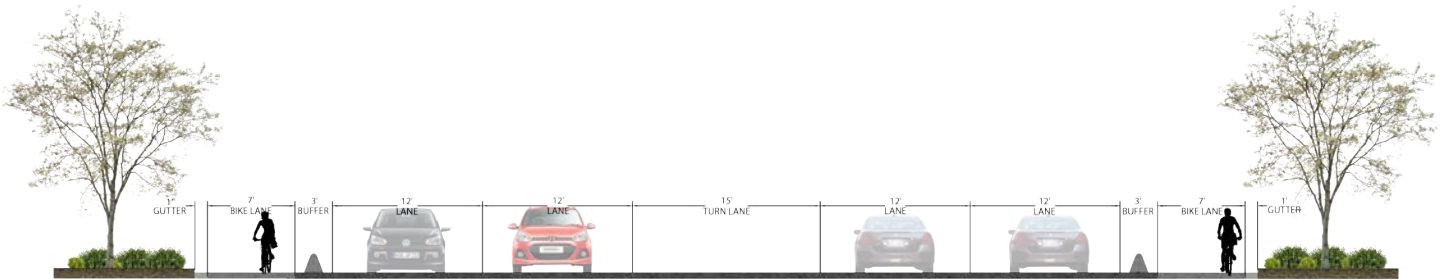 1'
GUTTER
7'
BIKE LANE
3'
BUFFER
12'
LANE
12'
LANE
15'
TURN LANE
12'
LANE
12'
LANE
3'
BUFFER
7'
BIKE LANE
1'
GUTTER